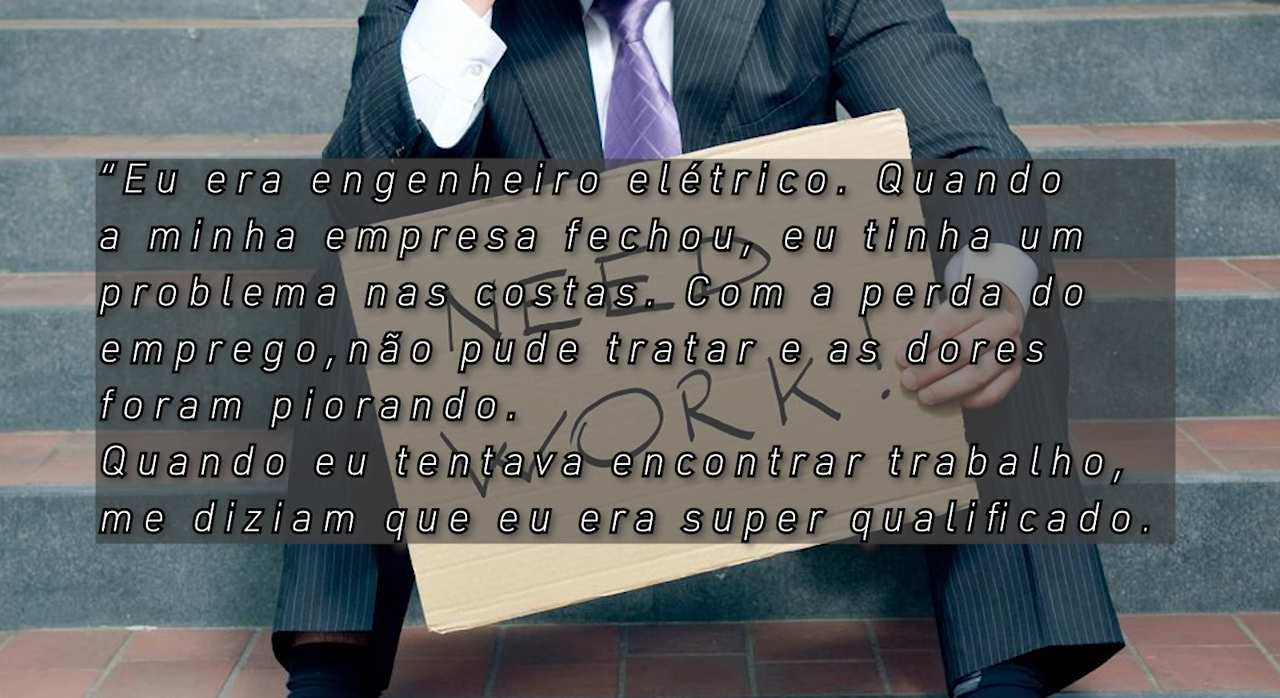 “Eu era engenheiro elétrico. Quando
a minha empresa fechou, eu tinha um
problema nas costas. Com a perda do
emprego,não pude tratar e as dores
foram piorando.
Quando eu tentava encontrar trabalho,
me diziam que eu era super qualificado.
NEED
WORK!